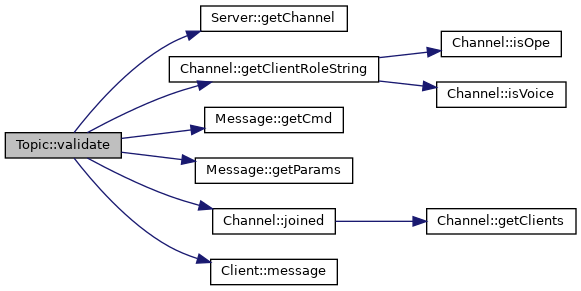 Server::getChannel
Channel::isOpe
Channel::getClientRoleString
Channel::isVoice
Message::getCmd
Topic::validate
Message::getParams
Channel::joined
Channel::getClients
Client::message